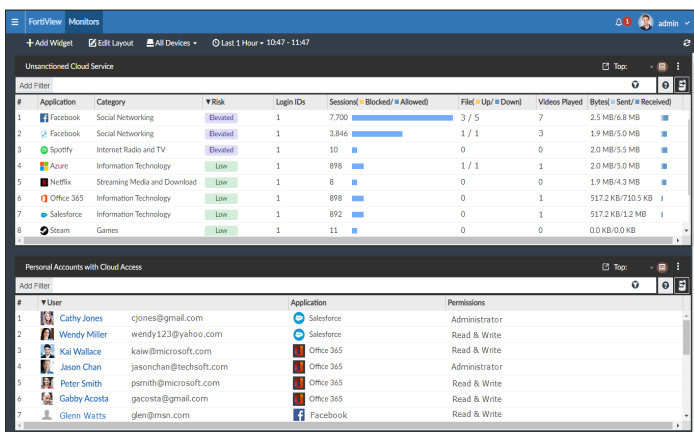 FortiView Monitors 1 admin
+ Add Widget Edit Layout All Devices Last 1 Hour 10:47 - 11:47
Unsanctioned Cloud Service Top:
Add Filter
# Application Category ▼Risk Login IDs Sessions(Blocked/Allowed) File(Up/Down) Videos Played Bytes(Sent/Received)
1 Facebook Social Networking Elevated 1 7,700 3 / 5 7 2.5 MB/6.8 MB
2 Facebook Social Networking Elevated 1 3,846 1 / 1 3 1.9 MB/5.0 MB
3 Spotify Internet Radio and TV Elevated 1 10 0 0 2.0 MB/5.5 MB
4 Azure Information Technology Low 1 898 1 / 1 1 2.0 MB/5.0 MB
5 Netflix Streaming Media and Download Low 1 8 0 0 1.9 MB/4.3 MB
6 Office 365 Information Technology Low 1 898 0 1 517.2 KB/710.5 KB
7 Salesforce Information Technology Low 1 892 0 1 517.2 KB/1.2 MB
8 Steam Games Low 1 11 0 0 0.0 KB/0.0 KB
Personal Accounts with Cloud Access Top:
Add Filter
# ▼User Application Permissions
1 Cathy Jones cjones@gmail.com Salesforce Administrator
2 Wendy Miller wendy123@yahoo.com Salesforce Read & Write
3 Kai Wallace kaiw@microsoft.com Office 365 Read & Write
4 Jason Chan jasonchan@techsoft.com Office 365 Administrator
5 Peter Smith psmith@microsoft.com Office 365 Read & Write
6 Gabby Acosta gacosta@gmail.com Office 365 Read & Write
7 Glenn Watts glen@msn.com Facebook Read & Write